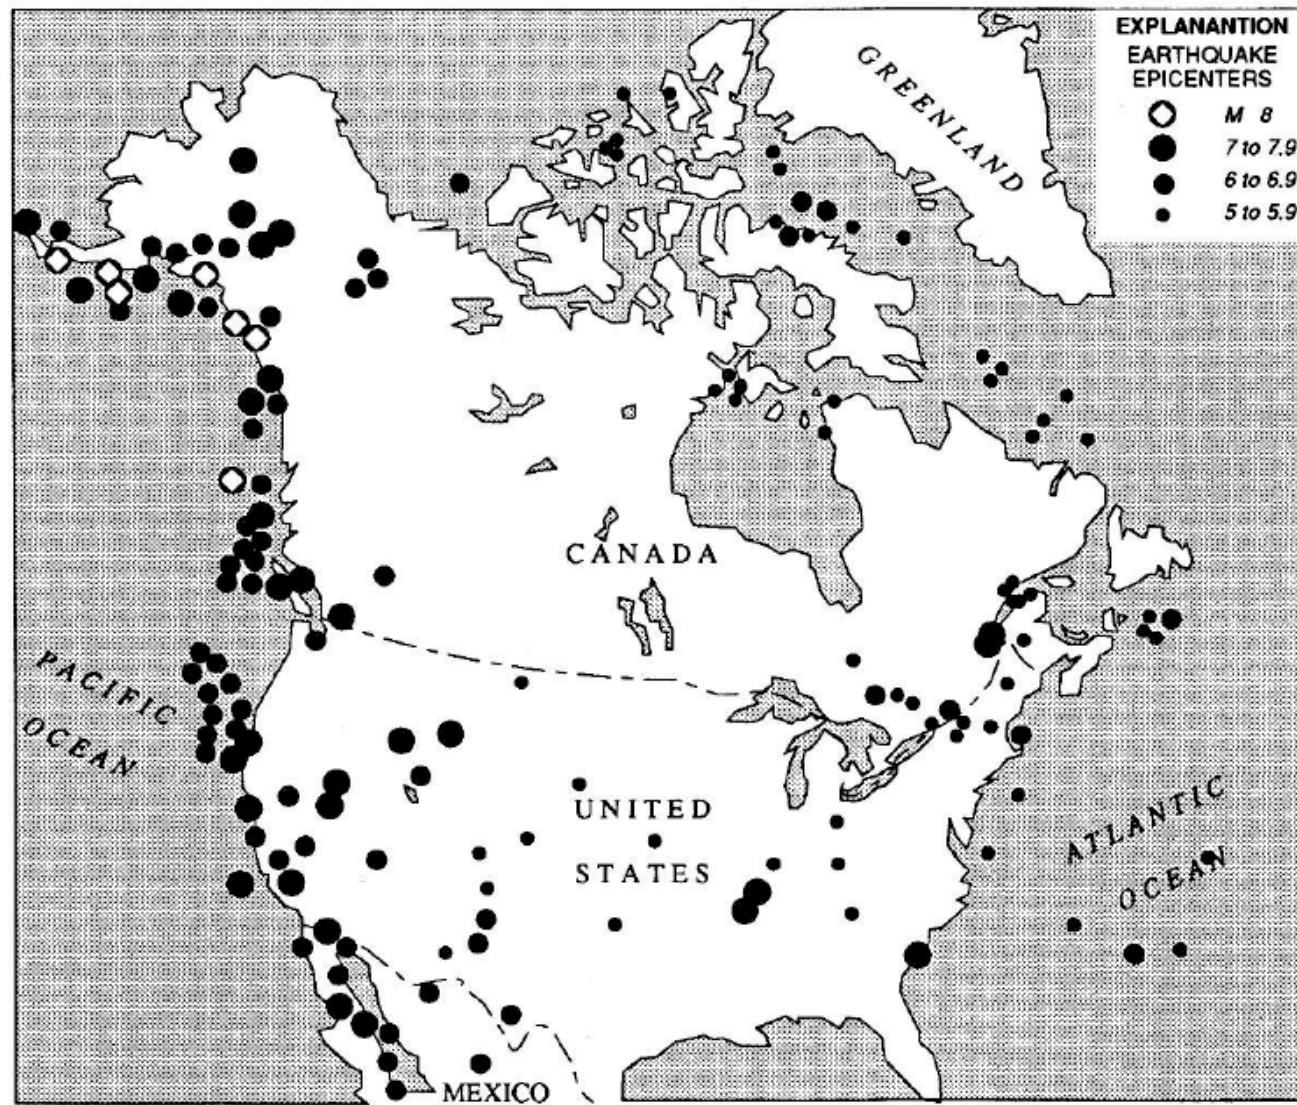 EXPLANANTION
EARTHQUAKE
EPICENTERS
M 8
7 to 7.9
6 to 6.9
5 to 5.9
GREENLAND
CANADA
PACIFIC
OCEAN
UNITED
STATES
ATLANTIC
OCEAN
MEXICO